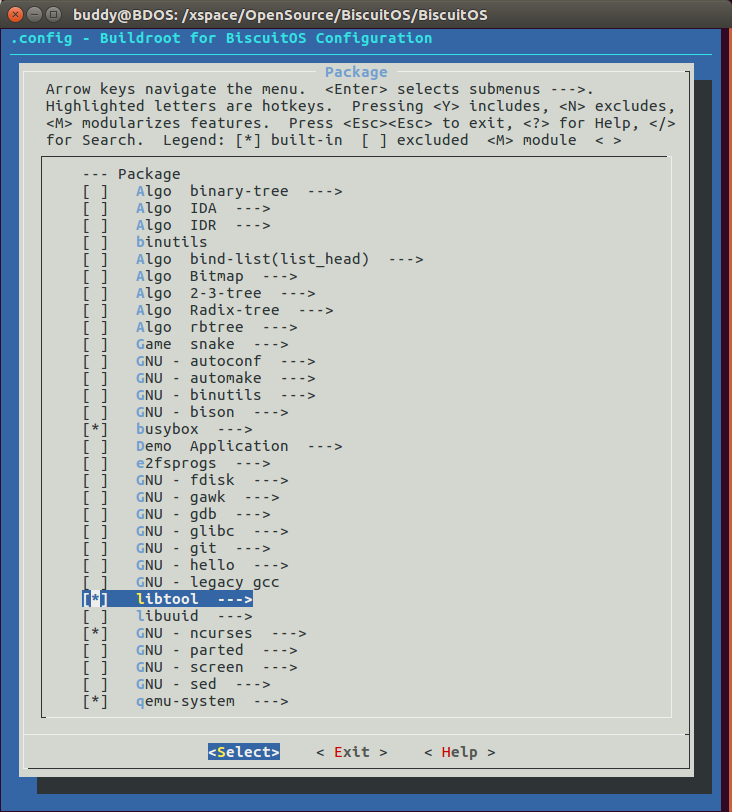 buddy@BDOS: /xspace/OpenSource/BiscuitOS/BiscuitOS
.config - Buildroot for BiscuitOS Configuration
Package
Arrow keys navigate the menu.  <Enter> selects submenus --->.
Highlighted letters are hotkeys.  Pressing <Y> includes, <N> excludes,
<M> modularizes features.  Press <Esc><Esc> to exit, <?> for Help, </>
for Search.  Legend: [*] built-in  [ ] excluded  <M> module  < >
--- Package
[ ]   Algo  binary-tree  --->
[ ]   Algo  IDA  --->
[ ]   Algo  IDR  --->
[ ]   binutils
[ ]   Algo  bind-list(list_head)  --->
[ ]   Algo  Bitmap  --->
[ ]   Algo  2-3-tree  --->
[ ]   Algo  Radix-tree  --->
[ ]   Algo  rbtree  --->
[ ]   Game  snake  --->
[ ]   GNU - autoconf  --->
[ ]   GNU - automake  --->
[ ]   GNU - binutils  --->
[ ]   GNU - bison  --->
[*]   busybox  --->
[ ]   Demo  Application  --->
[ ]   e2fsprogs  --->
[ ]   GNU - fdisk  --->
[ ]   GNU - gawk  --->
[ ]   GNU - gdb  --->
[ ]   GNU - glibc  --->
[ ]   GNU - git  --->
[ ]   GNU - hello  --->
[ ]   GNU - legacy gcc
[*]   libtool  --->
[ ]   libuuid  --->
[*]   GNU - ncurses  --->
[ ]   GNU - parted  --->
[ ]   GNU - screen  --->
[ ]   GNU - sed  --->
[*]   qemu-system  --->
<Select>    < Exit >    < Help >